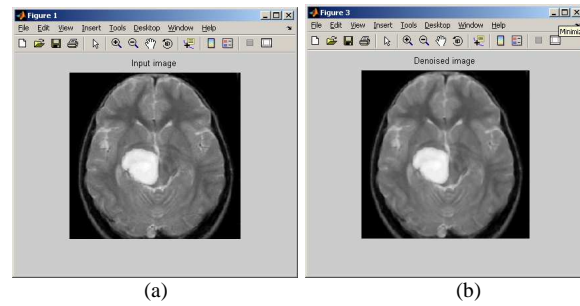 Figure 1
File Edit View Insert Tools Desktop Window Help
Input image
(a)
Figure 3
File Edit View Insert Tools Desktop Window Help
Minimiz
Denoised image
(b)